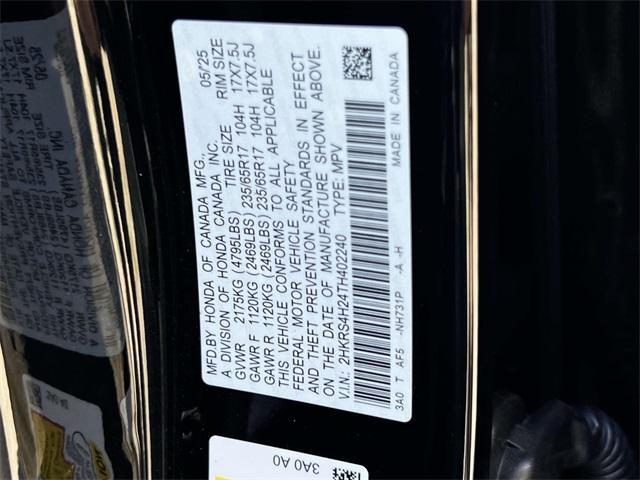 MFD.BY HONDA OF CANADA MFG., 05/25
A DIVISION OF HONDA CANADA INC.
TIRE SIZE RIM SIZE
GVWR 2175KG (4795LBS)
GAWR F 1120KG (2469LBS) 235/65R17 104H 17X7.5J
GAWR R 1120KG (2469LBS) 235/65R17 104H 17X7.5J
THIS VEHICLE CONFORMS TO ALL APPLICABLE
FEDERAL MOTOR VEHICLE SAFETY
AND THEFT PREVENTION STANDARDS IN EFFECT
ON THE DATE OF MANUFACTURE SHOWN ABOVE.
V.I.N.: 2HKRS4H24TH402240 TYPE: MPV
3A0 T AF5 -NH731P -A -H MADE IN CANADA
3A0 A0